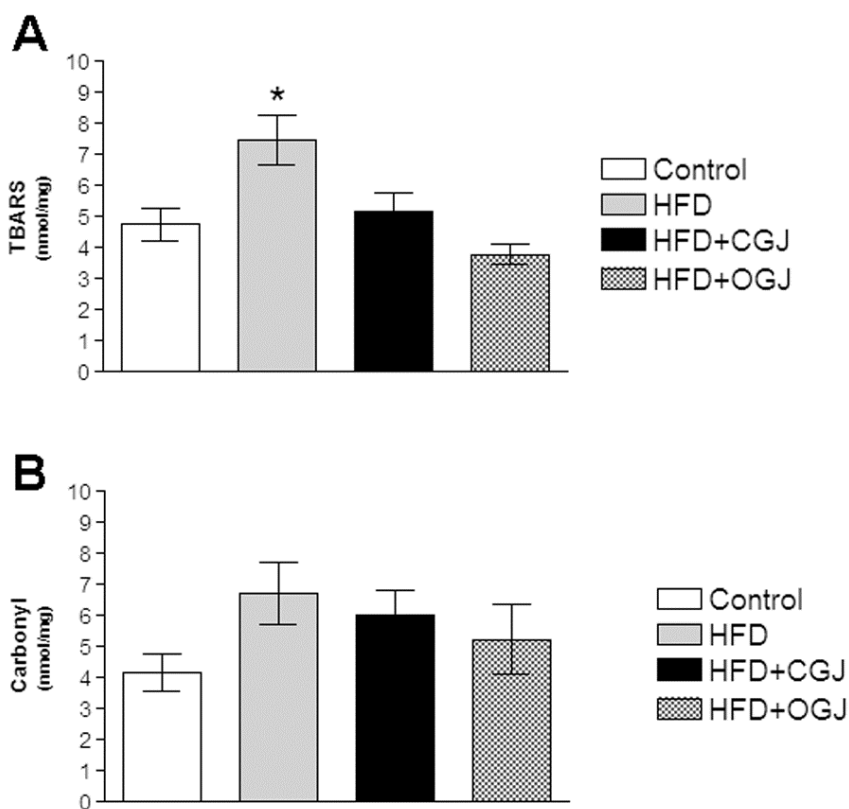 A
10
9
8
7
6
5
4
3
2
1
0
TBARS
(nmol/mg)
*
Control
HFD
HFD+CGJ
HFD+OGJ
B
10
9
8
7
6
5
4
3
2
1
0
Carbonyl
(nmol/mg)
Control
HFD
HFD+CGJ
HFD+OGJ